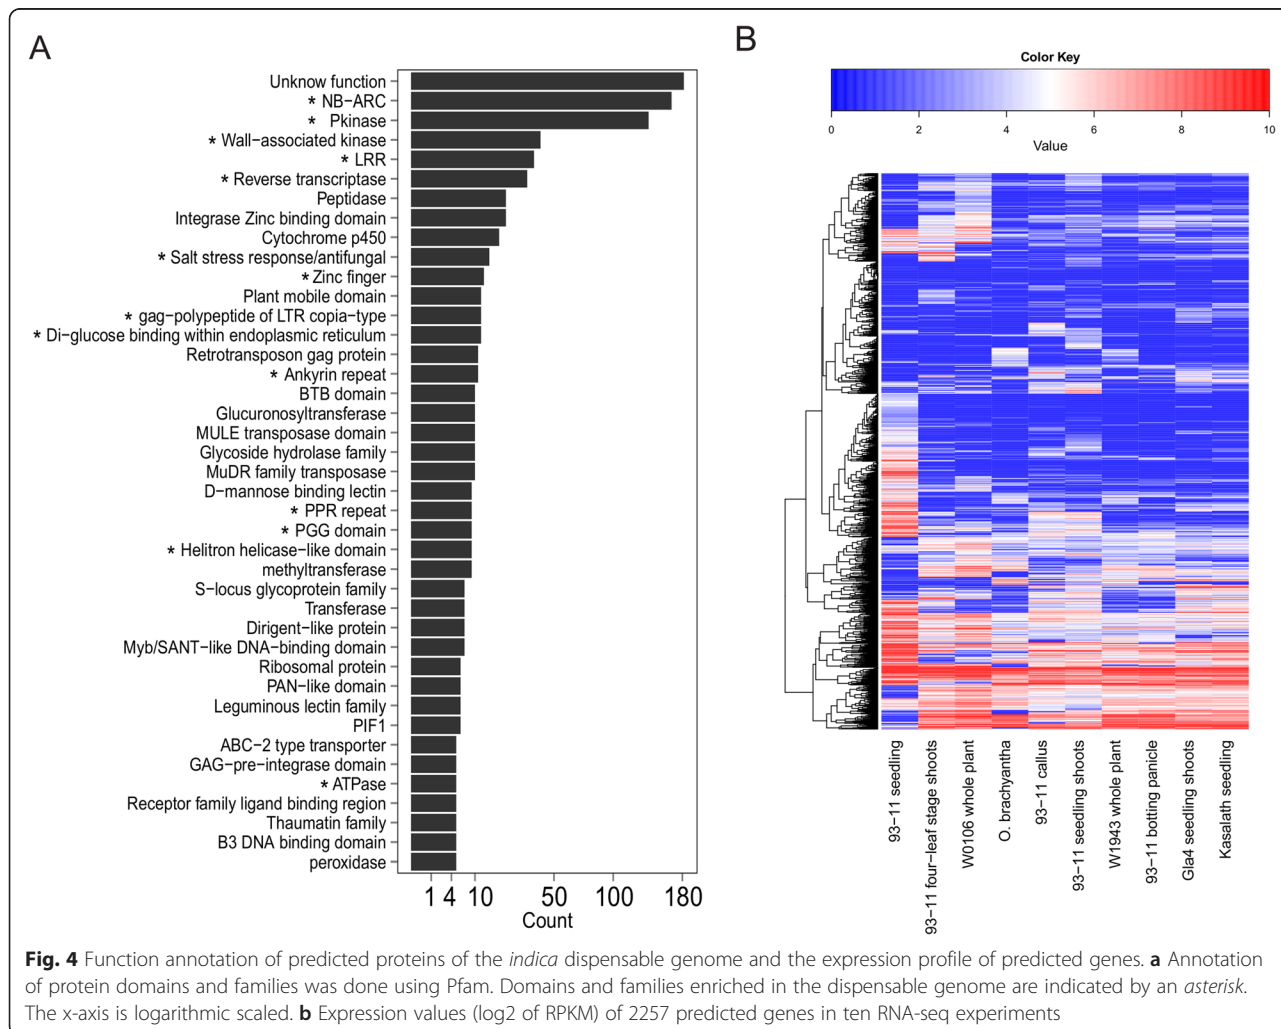 A
Unknow function
* NB−ARC
* Pkinase
* Wall−associated kinase
* LRR
* Reverse transcriptase
Peptidase
Integrase Zinc binding domain
Cytochrome p450
* Salt stress response/antifungal
* Zinc finger
Plant mobile domain
* gag−polypeptide of LTR copia−type
* Di−glucose binding within endoplasmic reticulum
Retrotransposon gag protein
* Ankyrin repeat
BTB domain
Glucuronosyltransferase
MULE transposase domain
Glycoside hydrolase family
MuDR family transposase
D−mannose binding lectin
* PPR repeat
* PGG domain
* Helitron helicase−like domain
methyltransferase
S−locus glycoprotein family
Transferase
Dirigent−like protein
Myb/SANT−like DNA−binding domain
Ribosomal protein
PAN−like domain
Leguminous lectin family
PIF1
ABC−2 type transporter
GAG−pre−integrase domain
* ATPase
Receptor family ligand binding region
Thaumatin family
B3 DNA binding domain
peroxidase
1 4 10 50 100 180
Count
B
Color Key
0 2 4 6 8 10
Value
93−11 seedling
93−11 four−leaf stage shoots
W0106 whole plant
O. brachyantha
93−11 callus
93−11 seedling shoots
W1943 whole plant
93−11 botting panicle
Gla4 seedling shoots
Kasalath seedling
Fig. 4 Function annotation of predicted proteins of the indica dispensable genome and the expression profile of predicted genes. a Annotation
of protein domains and families was done using Pfam. Domains and families enriched in the dispensable genome are indicated by an asterisk.
The x-axis is logarithmic scaled. b Expression values (log2 of RPKM) of 2257 predicted genes in ten RNA-seq experiments